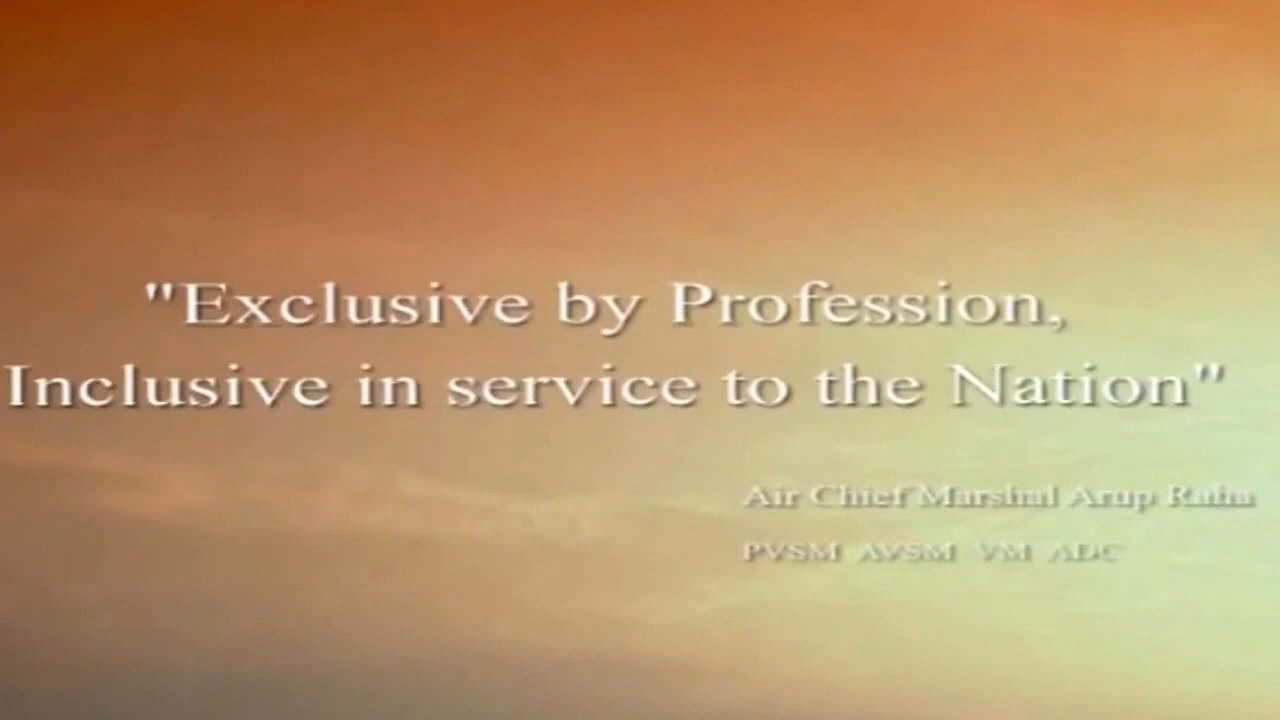 "Exclusive by Profession,
Inclusive in service to the Nation"
Air Chief Marshal Arup Raha
PVSM AVSM VM ADC